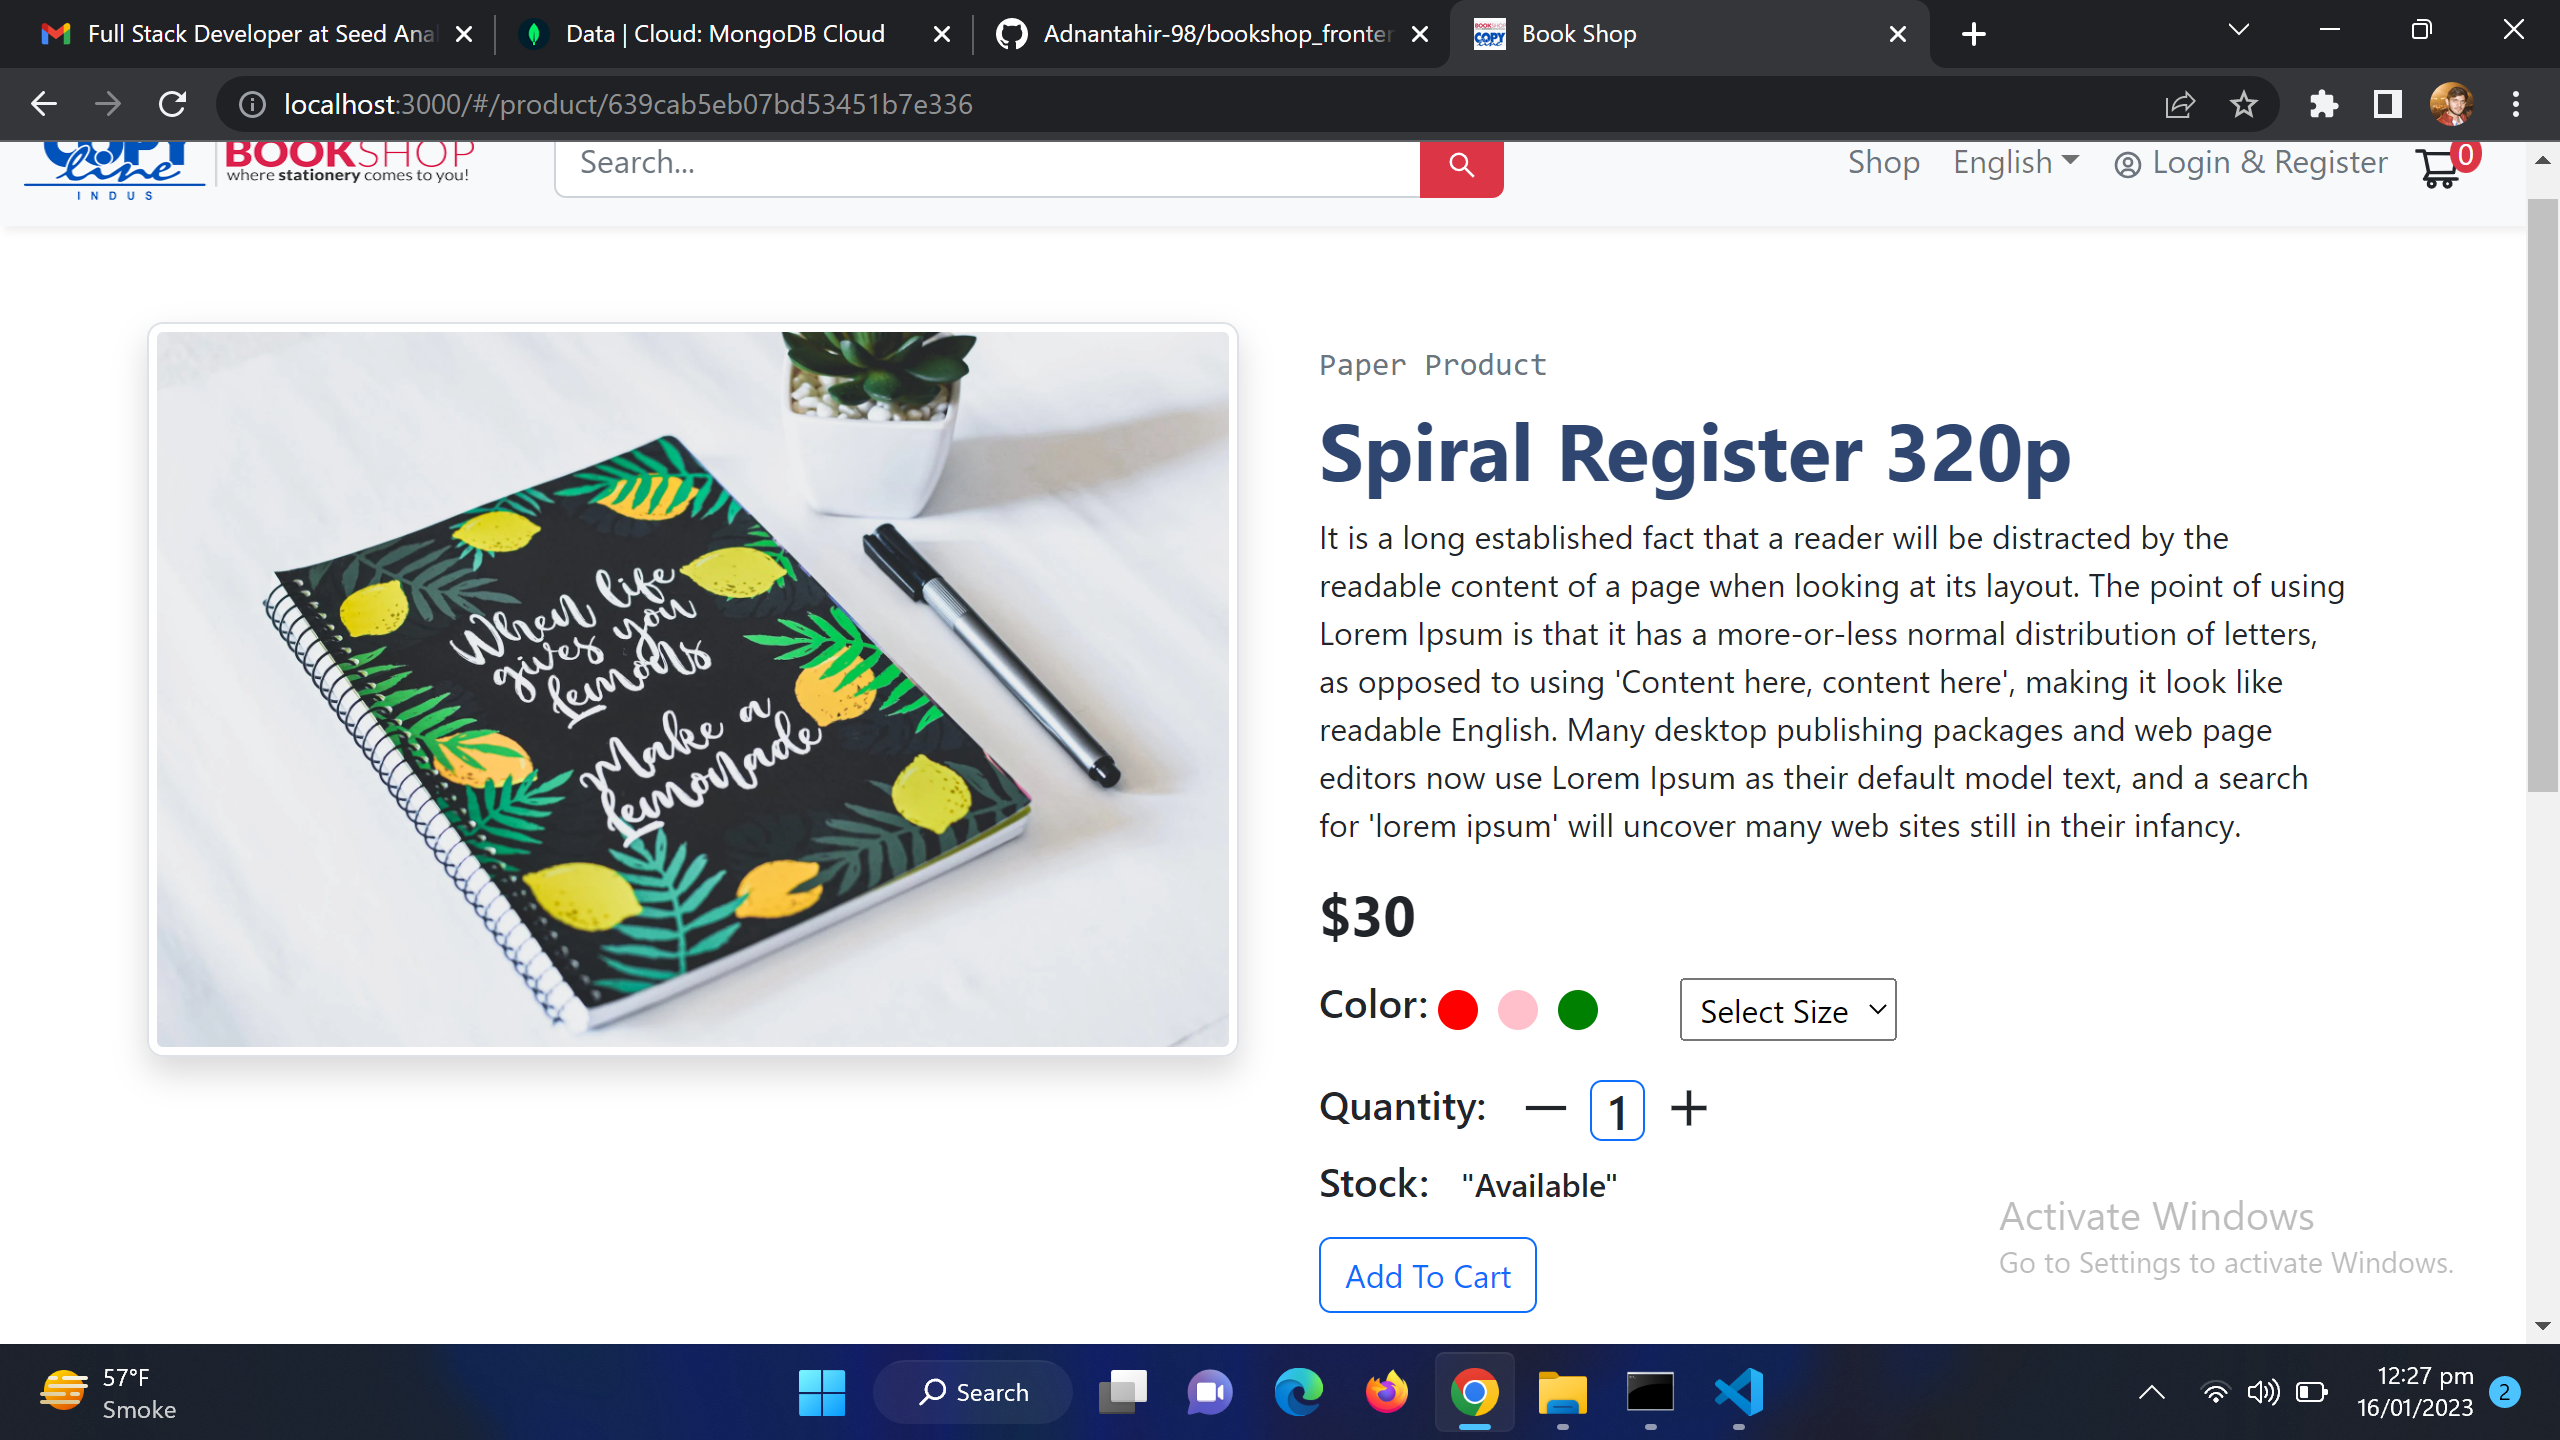 Full Stack Developer at Seed Anal
Data | Cloud: MongoDB Cloud
Adnantahir-98/bookshop_fronten
Book Shop
localhost:3000/#/product/639cab5eb07bd53451b7e336
COPY
line
INDUS
BOOKSHOP
where stationery comes to you!
Search...
Shop
English
Login & Register
0
When life
gives you
Lemons
Make a
Lemonade
Paper Product
Spiral Register 320p
It is a long established fact that a reader will be distracted by the
readable content of a page when looking at its layout. The point of using
Lorem Ipsum is that it has a more-or-less normal distribution of letters,
as opposed to using 'Content here, content here', making it look like
readable English. Many desktop publishing packages and web page
editors now use Lorem Ipsum as their default model text, and a search
for 'lorem ipsum' will uncover many web sites still in their infancy.
$30
Color:
Select Size
Quantity:
1
Stock: "Available"
Add To Cart
Activate Windows
Go to Settings to activate Windows.
57°F
Smoke
Search
12:27 pm
16/01/2023
2